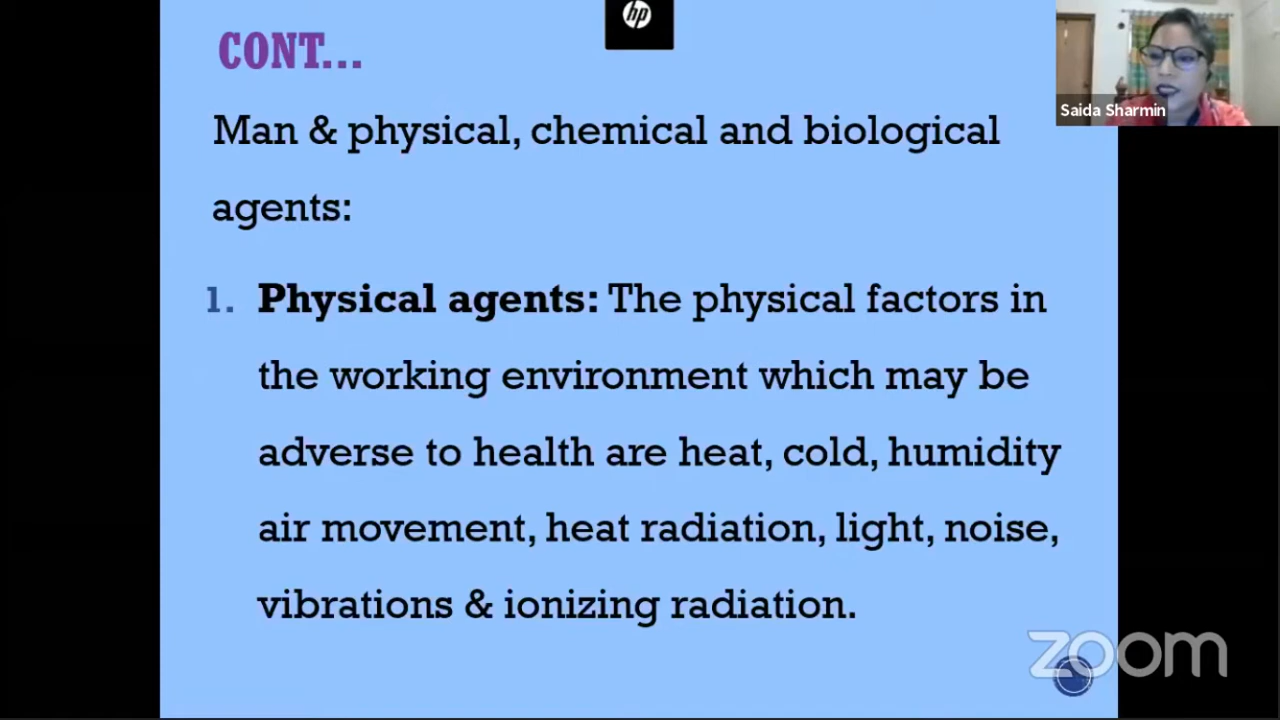 CONT...
hp
Saida Sharmin
Man & physical, chemical and biological
agents:
1. Physical agents: The physical factors in
the working environment which may be
adverse to health are heat, cold, humidity
air movement, heat radiation, light, noise,
vibrations & ionizing radiation.
zoom